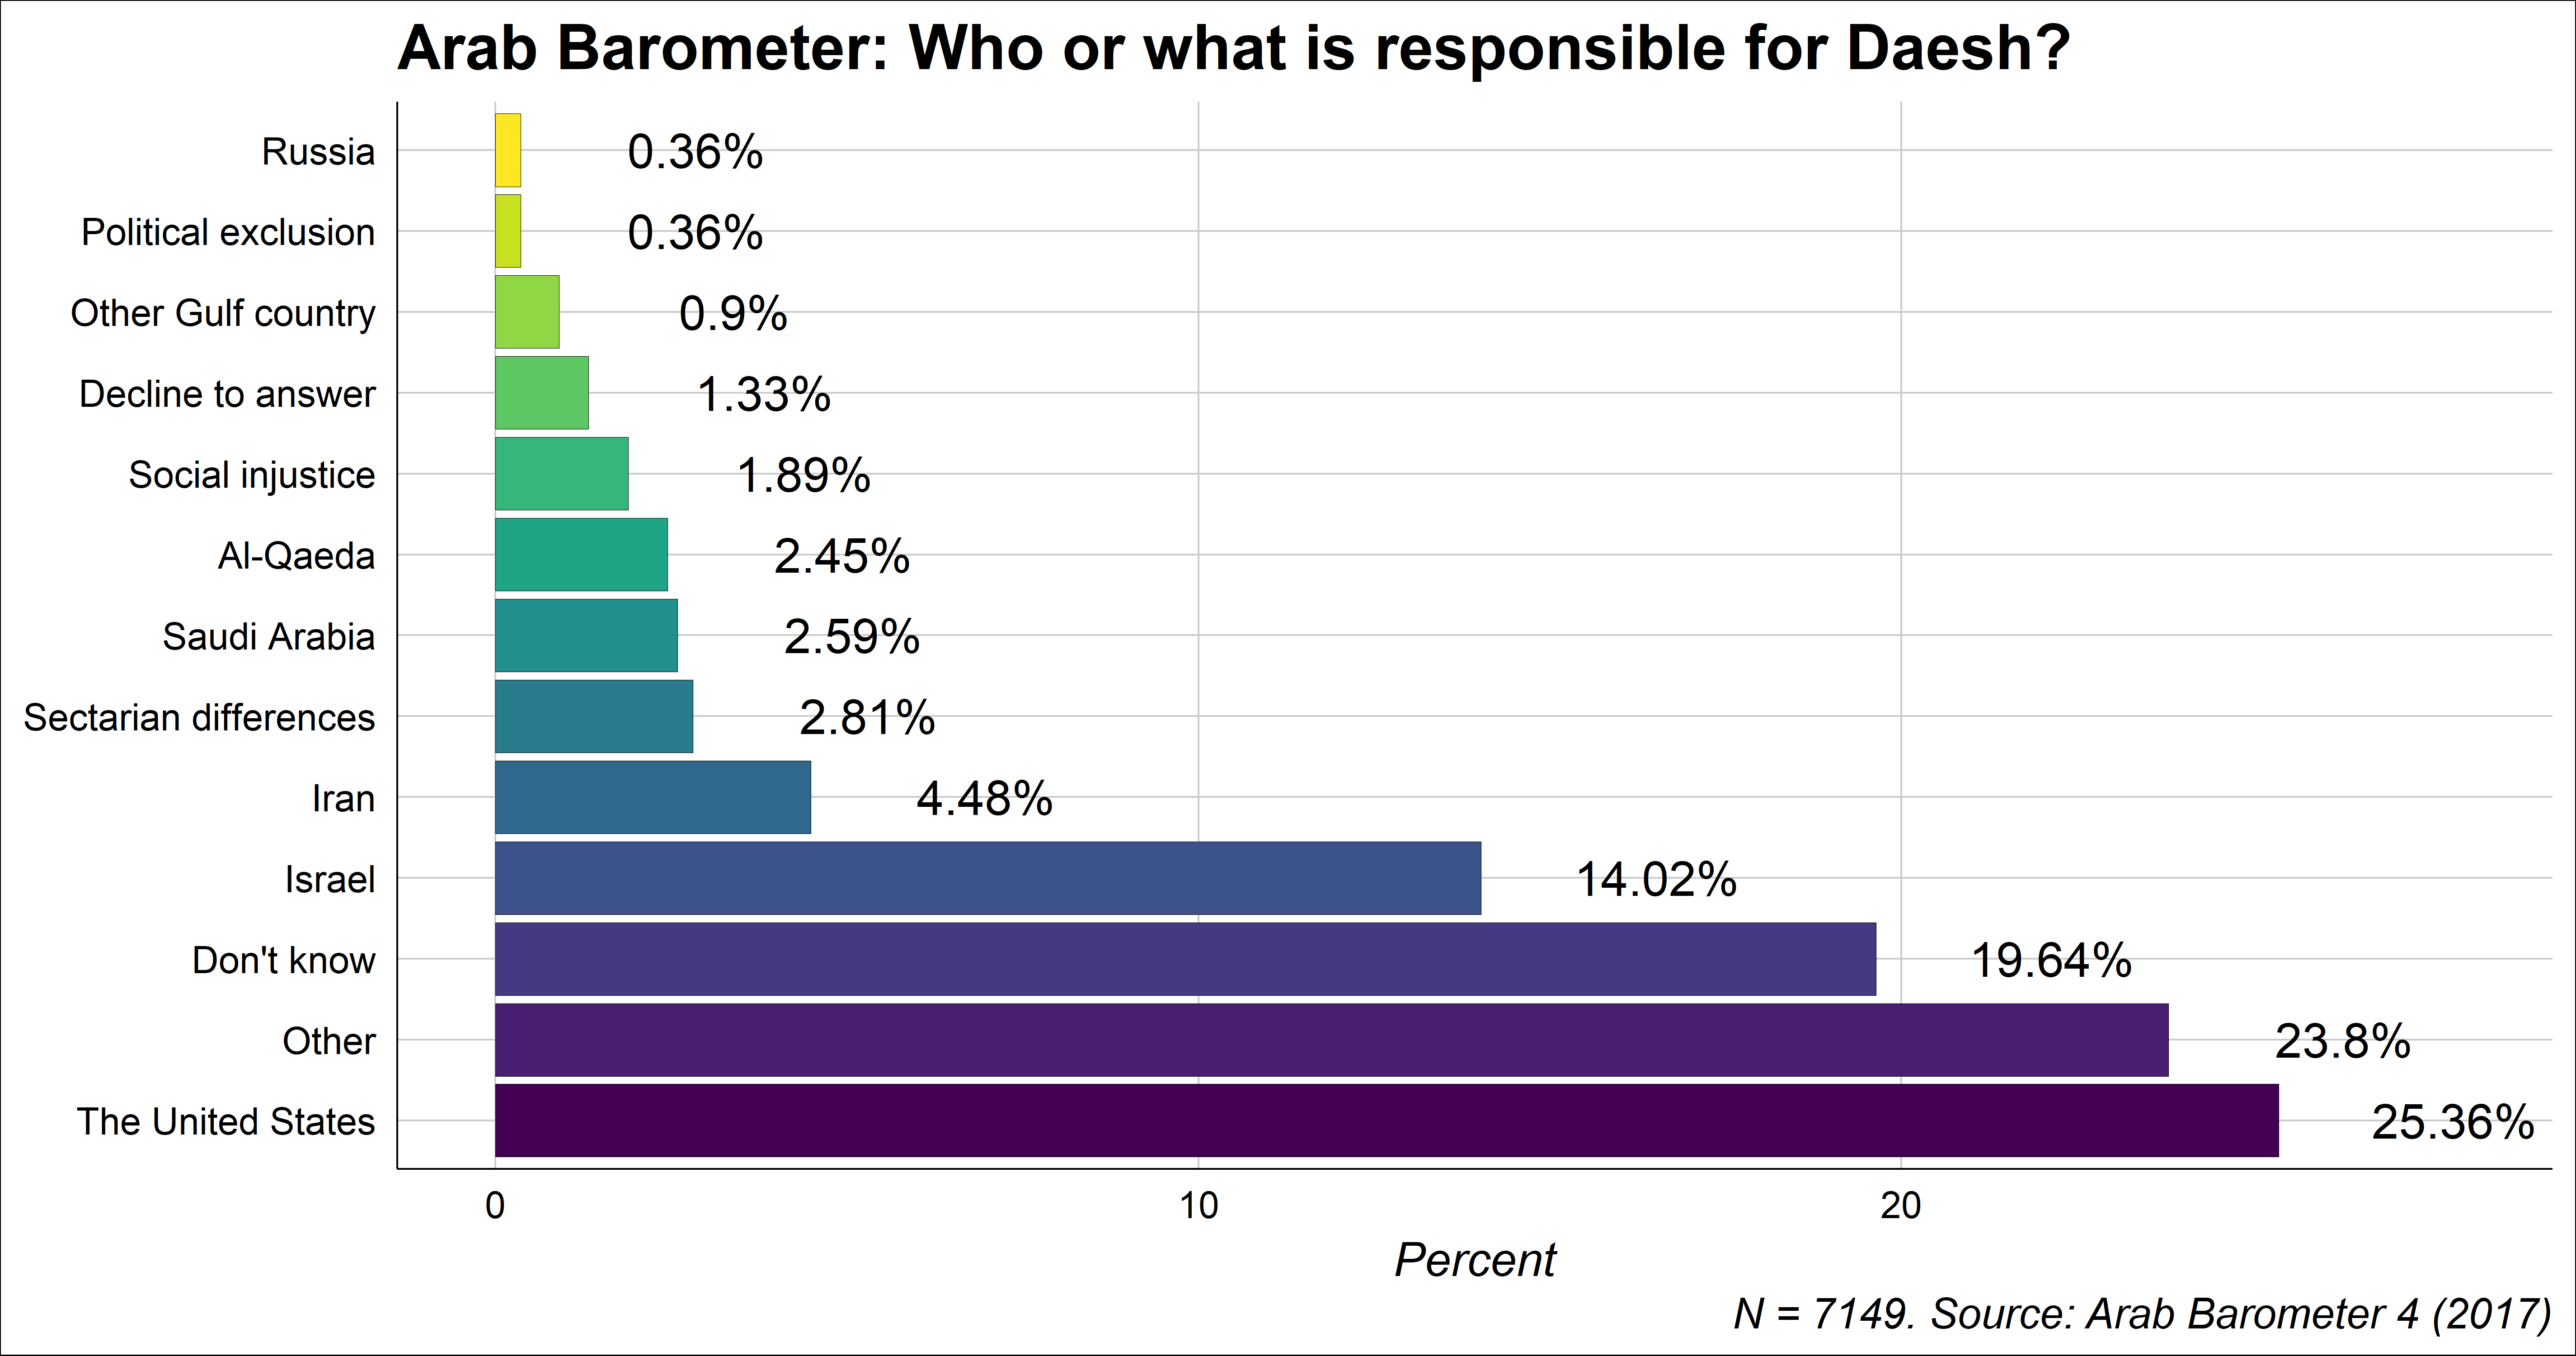 Arab Barometer: Who or what is responsible for Daesh?
Russia 0.36%
Political exclusion 0.36%
Other Gulf country 0.9%
Decline to answer 1.33%
Social injustice 1.89%
Al-Qaeda 2.45%
Saudi Arabia 2.59%
Sectarian differences 2.81%
Iran 4.48%
Israel 14.02%
Don't know 19.64%
Other 23.8%
The United States 25.36%
0 10 20
Percent
N = 7149. Source: Arab Barometer 4 (2017)